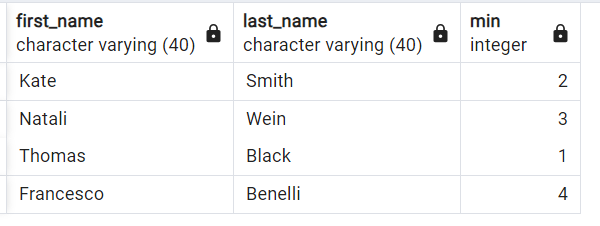 first_name last_name min
character varying (40) character varying (40) integer
Kate Smith 2
Natali Wein 3
Thomas Black 1
Francesco Benelli 4